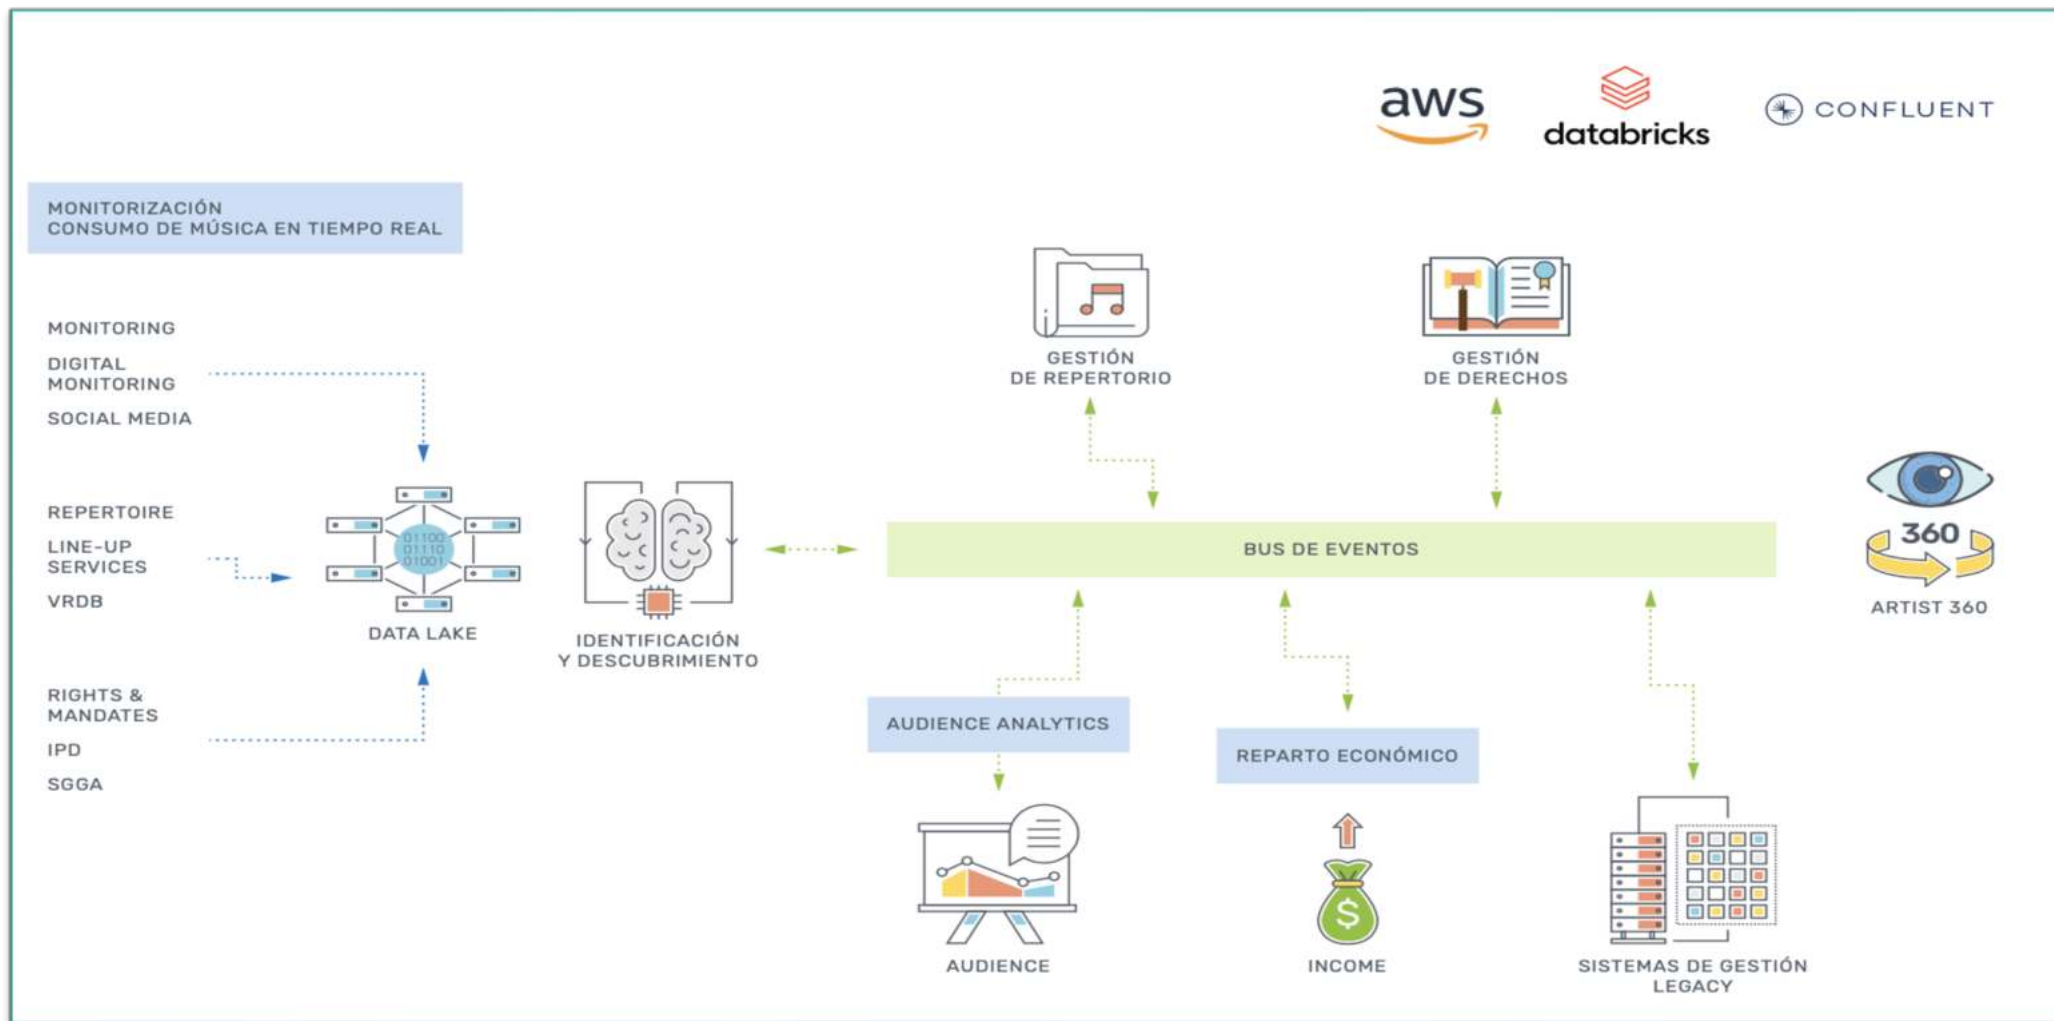 aws
databricks
CONFLUENT
MONITORIZACIÓN
CONSUMO DE MÚSICA EN TIEMPO REAL
MONITORING
DIGITAL
MONITORING
SOCIAL MEDIA
REPERTOIRE
LINE-UP
SERVICES
VRDB
RIGHTS &
MANDATES
IPD
SGGA
01100
01110
01001
DATA LAKE
IDENTIFICACIÓN
Y DESCUBRIMIENTO
GESTIÓN
DE REPERTORIO
GESTIÓN
DE DERECHOS
BUS DE EVENTOS
360
ARTIST 360
AUDIENCE ANALYTICS
REPARTO ECONÓMICO
$
AUDIENCE
INCOME
SISTEMAS DE GESTIÓN
LEGACY